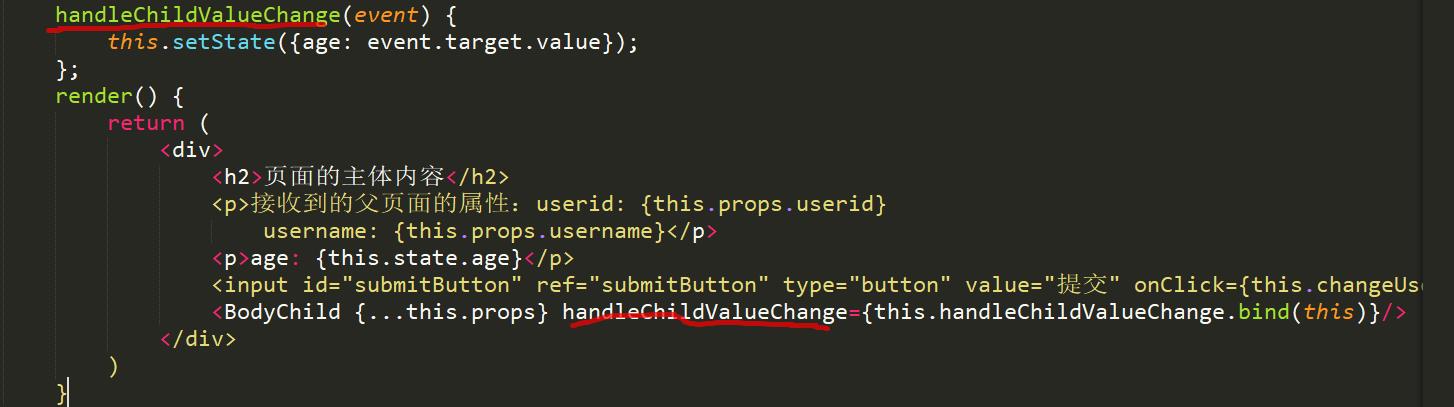 handleChildValueChange(event) {
this.setState({age: event.target.value});
};
render() {
return (
<div>
<h2>页面的主体内容</h2>
<p>接收到的父页面的属性：userid: {this.props.userid}
username: {this.props.username}</p>
<p>age: {this.state.age}</p>
<input id="submitButton" ref="submitButton" type="button" value="提交" onClick={this.changeUs
<BodyChild {...this.props} handleChildValueChange={this.handleChildValueChange.bind(this)}/>
</div>
)
}